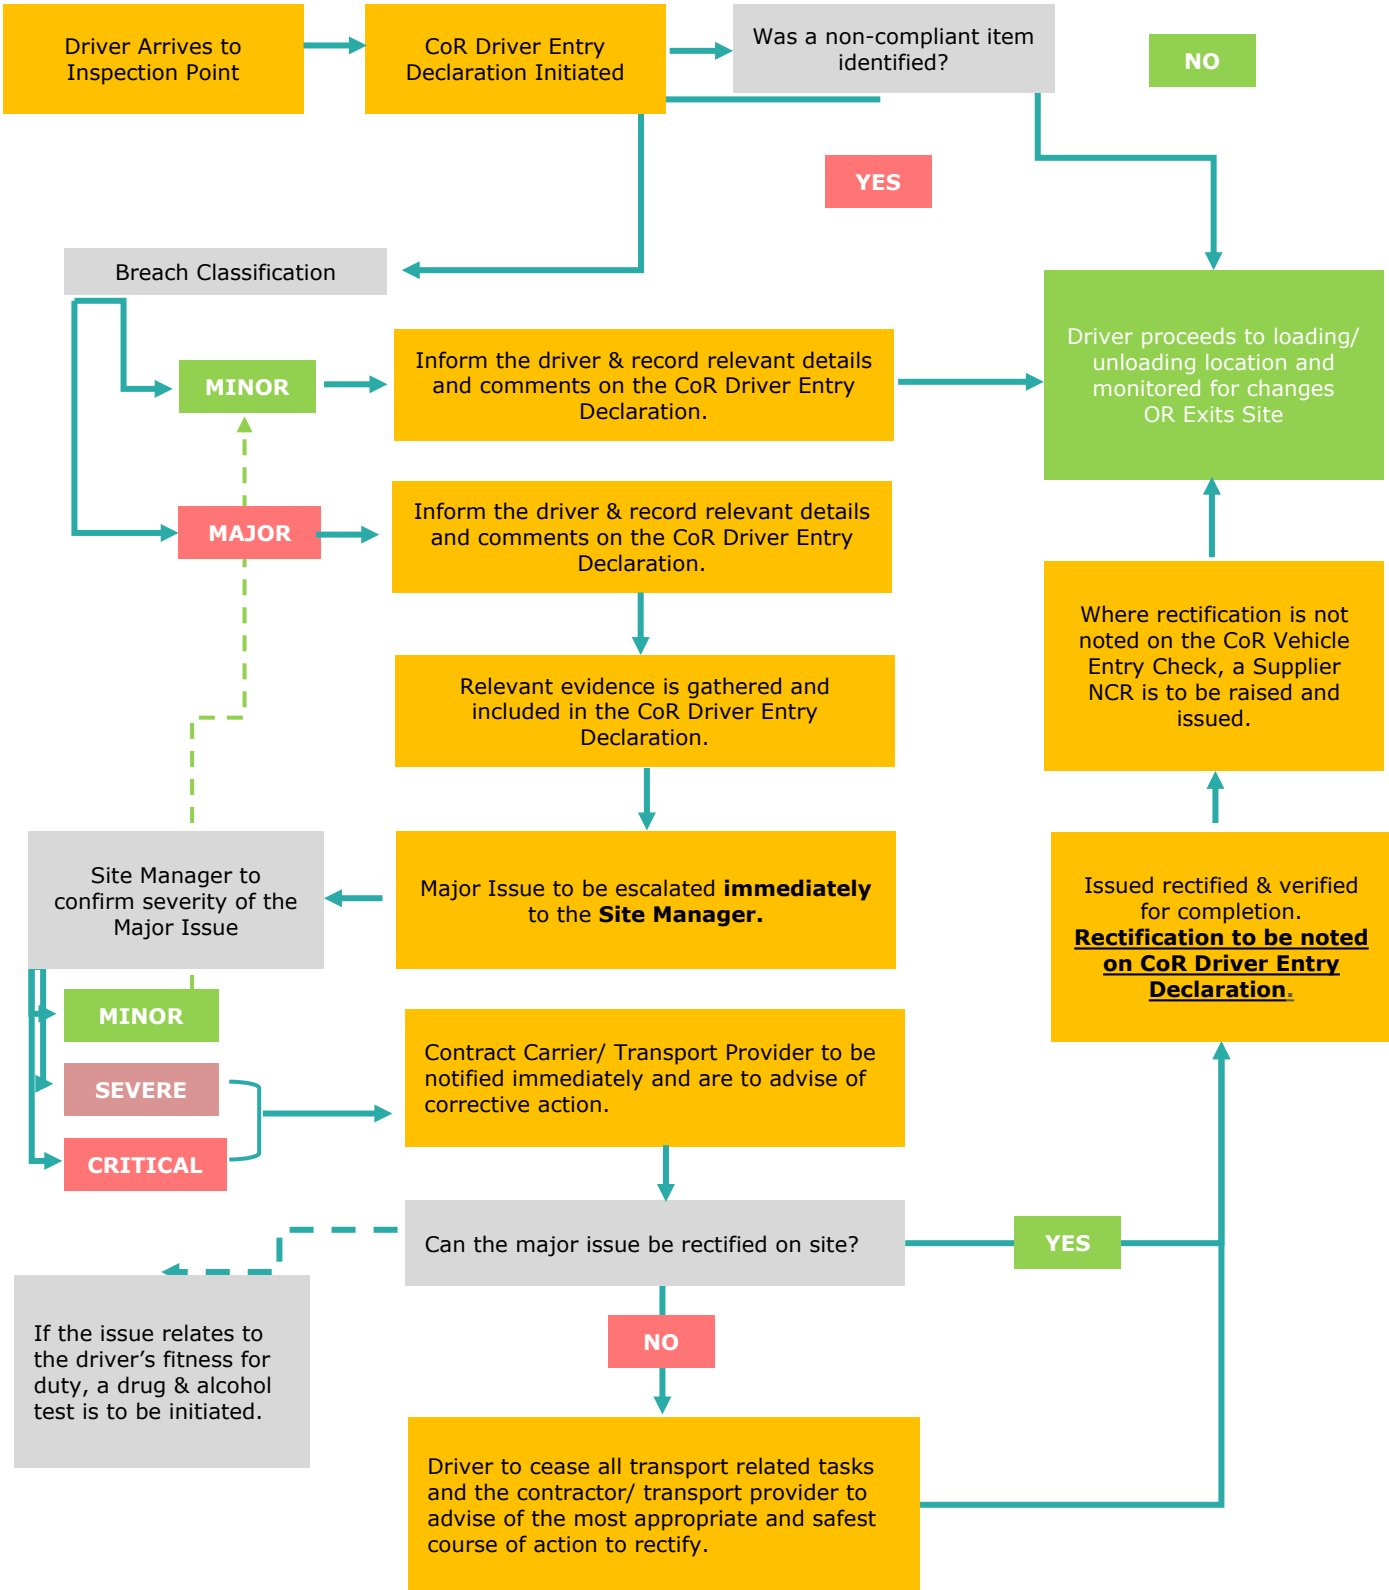 Driver Arrives to
Inspection Point
CoR Driver Entry
Declaration Initiated
Was a non-compliant item
identified?
NO
YES
Breach Classification
MINOR
Inform the driver & record relevant details
and comments on the CoR Driver Entry
Declaration.
Driver proceeds to loading/
unloading location and
monitored for changes
OR Exits Site
MAJOR
Inform the driver & record relevant details
and comments on the CoR Driver Entry
Declaration.
Where rectification is not
noted on the CoR Vehicle
Entry Check, a Supplier
NCR is to be raised and
issued.
Relevant evidence is gathered and
included in the CoR Driver Entry
Declaration.
Site Manager to
confirm severity of the
Major Issue
Major Issue to be escalated immediately
to the Site Manager.
Issued rectified & verified
for completion.
Rectification to be noted
on CoR Driver Entry
Declaration.
MINOR
SEVERE
CRITICAL
Contract Carrier/ Transport Provider to be
notified immediately and are to advise of
corrective action.
Can the major issue be rectified on site?
YES
If the issue relates to
the driver’s fitness for
duty, a drug & alcohol
test is to be initiated.
NO
Driver to cease all transport related tasks
and the contractor/ transport provider to
advise of the most appropriate and safest
course of action to rectify.